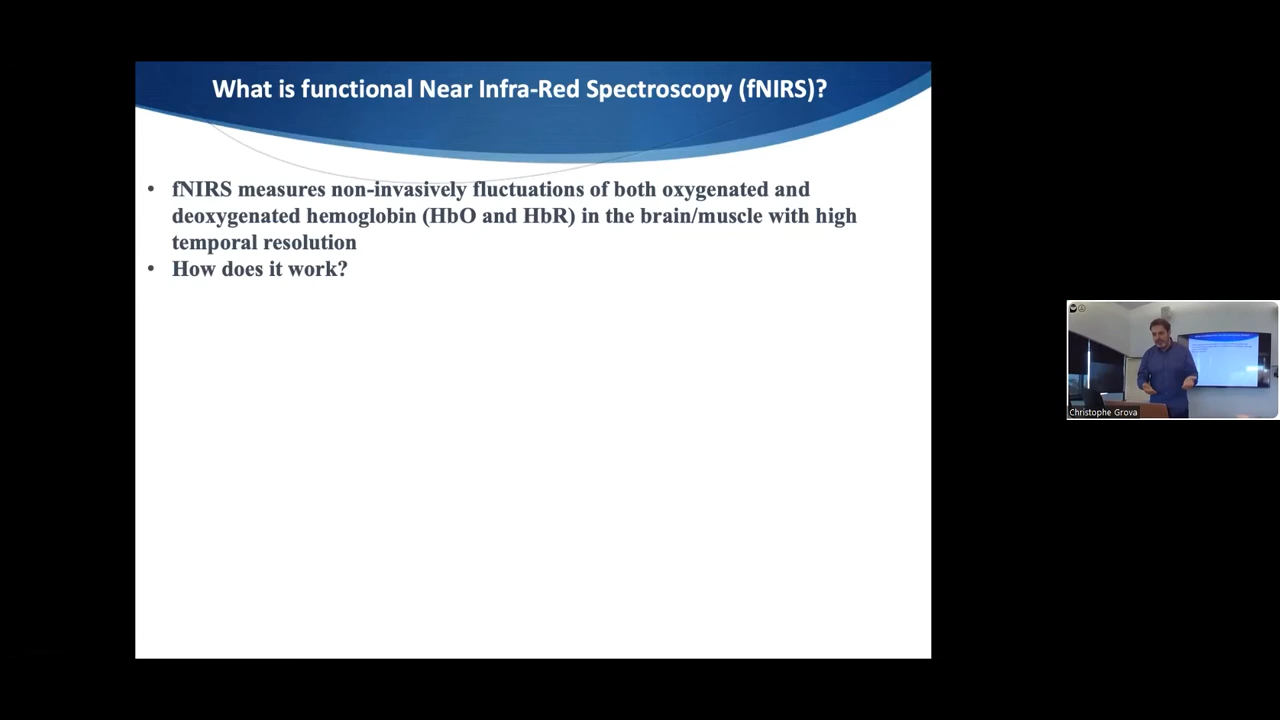 What is functional Near Infra-Red Spectroscopy (fNIRS)?
• fNIRS measures non-invasively fluctuations of both oxygenated and
deoxygenated hemoglobin (HbO and HbR) in the brain/muscle with high
temporal resolution
• How does it work?
Christophe Grova